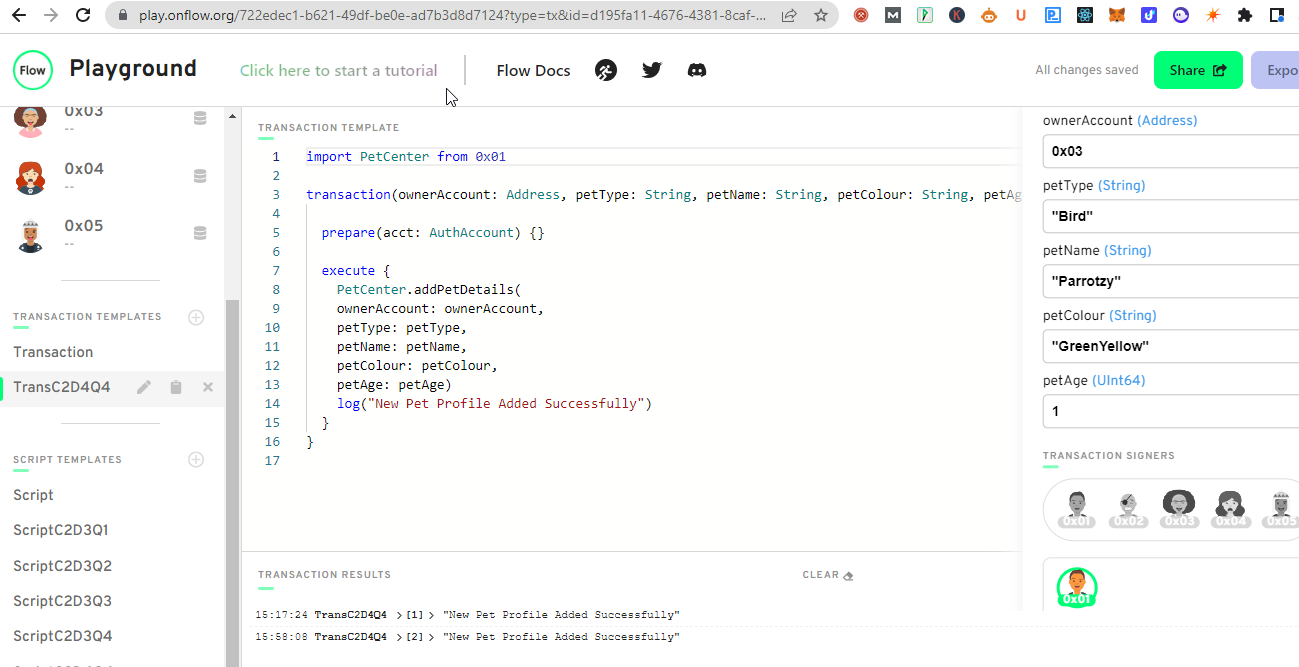 play.onflow.org/722edec1-b621-49df-be0e-ad7b3d8d7124?type=tx&id=d195fa11-4676-4381-8caf-...
Flow
Playground
Click here to start a tutorial
Flow Docs
All changes saved
Share
Expo
0x03
--
0x04
--
0x05
--
TRANSACTION TEMPLATES
Transaction
TransC2D4Q4
SCRIPT TEMPLATES
Script
ScriptC2D3Q1
ScriptC2D3Q2
ScriptC2D3Q3
ScriptC2D3Q4
TRANSACTION TEMPLATE
1 import PetCenter from 0x01
2
3 transaction(ownerAccount: Address, petType: String, petName: String, petColour: String, petAg
4
5 prepare(acct: AuthAccount) {}
6
7 execute {
8 PetCenter.addPetDetails(
9 ownerAccount: ownerAccount,
10 petType: petType,
11 petName: petName,
12 petColour: petColour,
13 petAge: petAge)
14 log("New Pet Profile Added Successfully")
15 }
16 }
17
TRANSACTION RESULTS
CLEAR
15:17:24 TransC2D4Q4 > [1] > "New Pet Profile Added Successfully"
15:58:08 TransC2D4Q4 > [2] > "New Pet Profile Added Successfully"
ownerAccount (Address)
0x03
petType (String)
"Bird"
petName (String)
"Parrotzy"
petColour (String)
"GreenYellow"
petAge (UInt64)
1
TRANSACTION SIGNERS
0x01
0x02
0x03
0x04
0x05
0x01